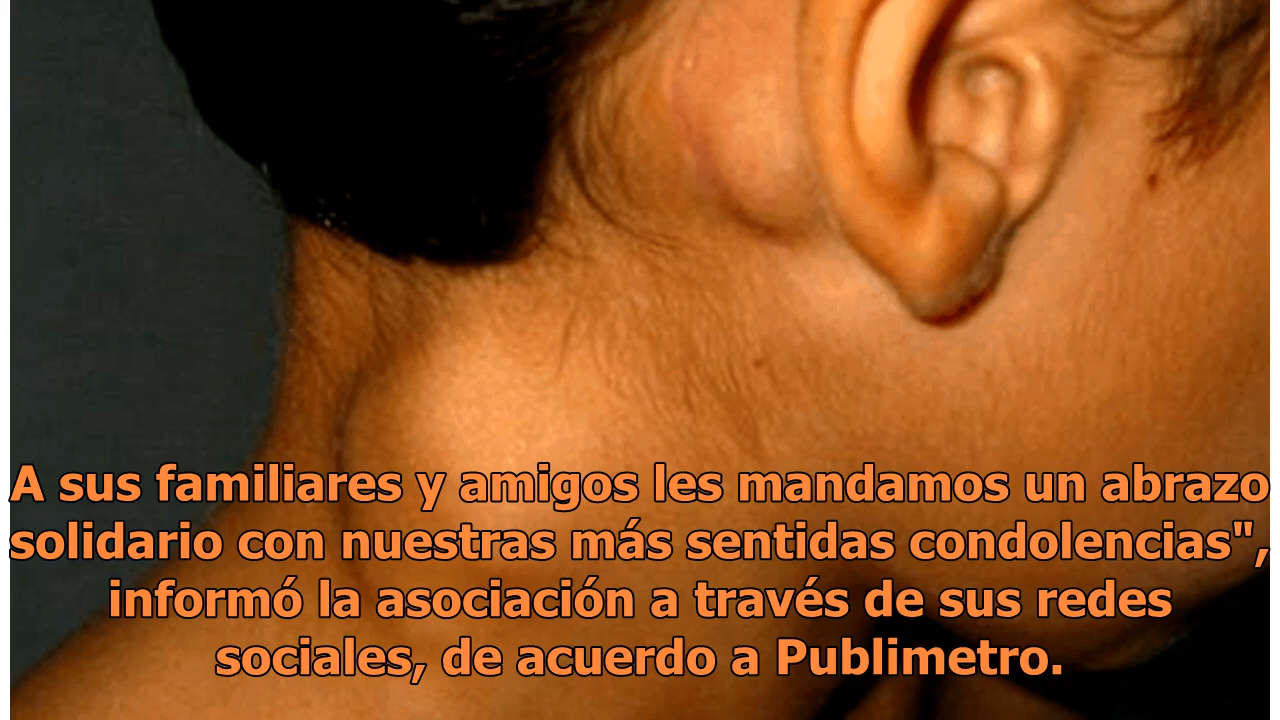 A sus familiares y amigos les mandamos un abrazo
solidario con nuestras más sentidas condolencias",
informó la asociación a través de sus redes
sociales, de acuerdo a Publimetro.